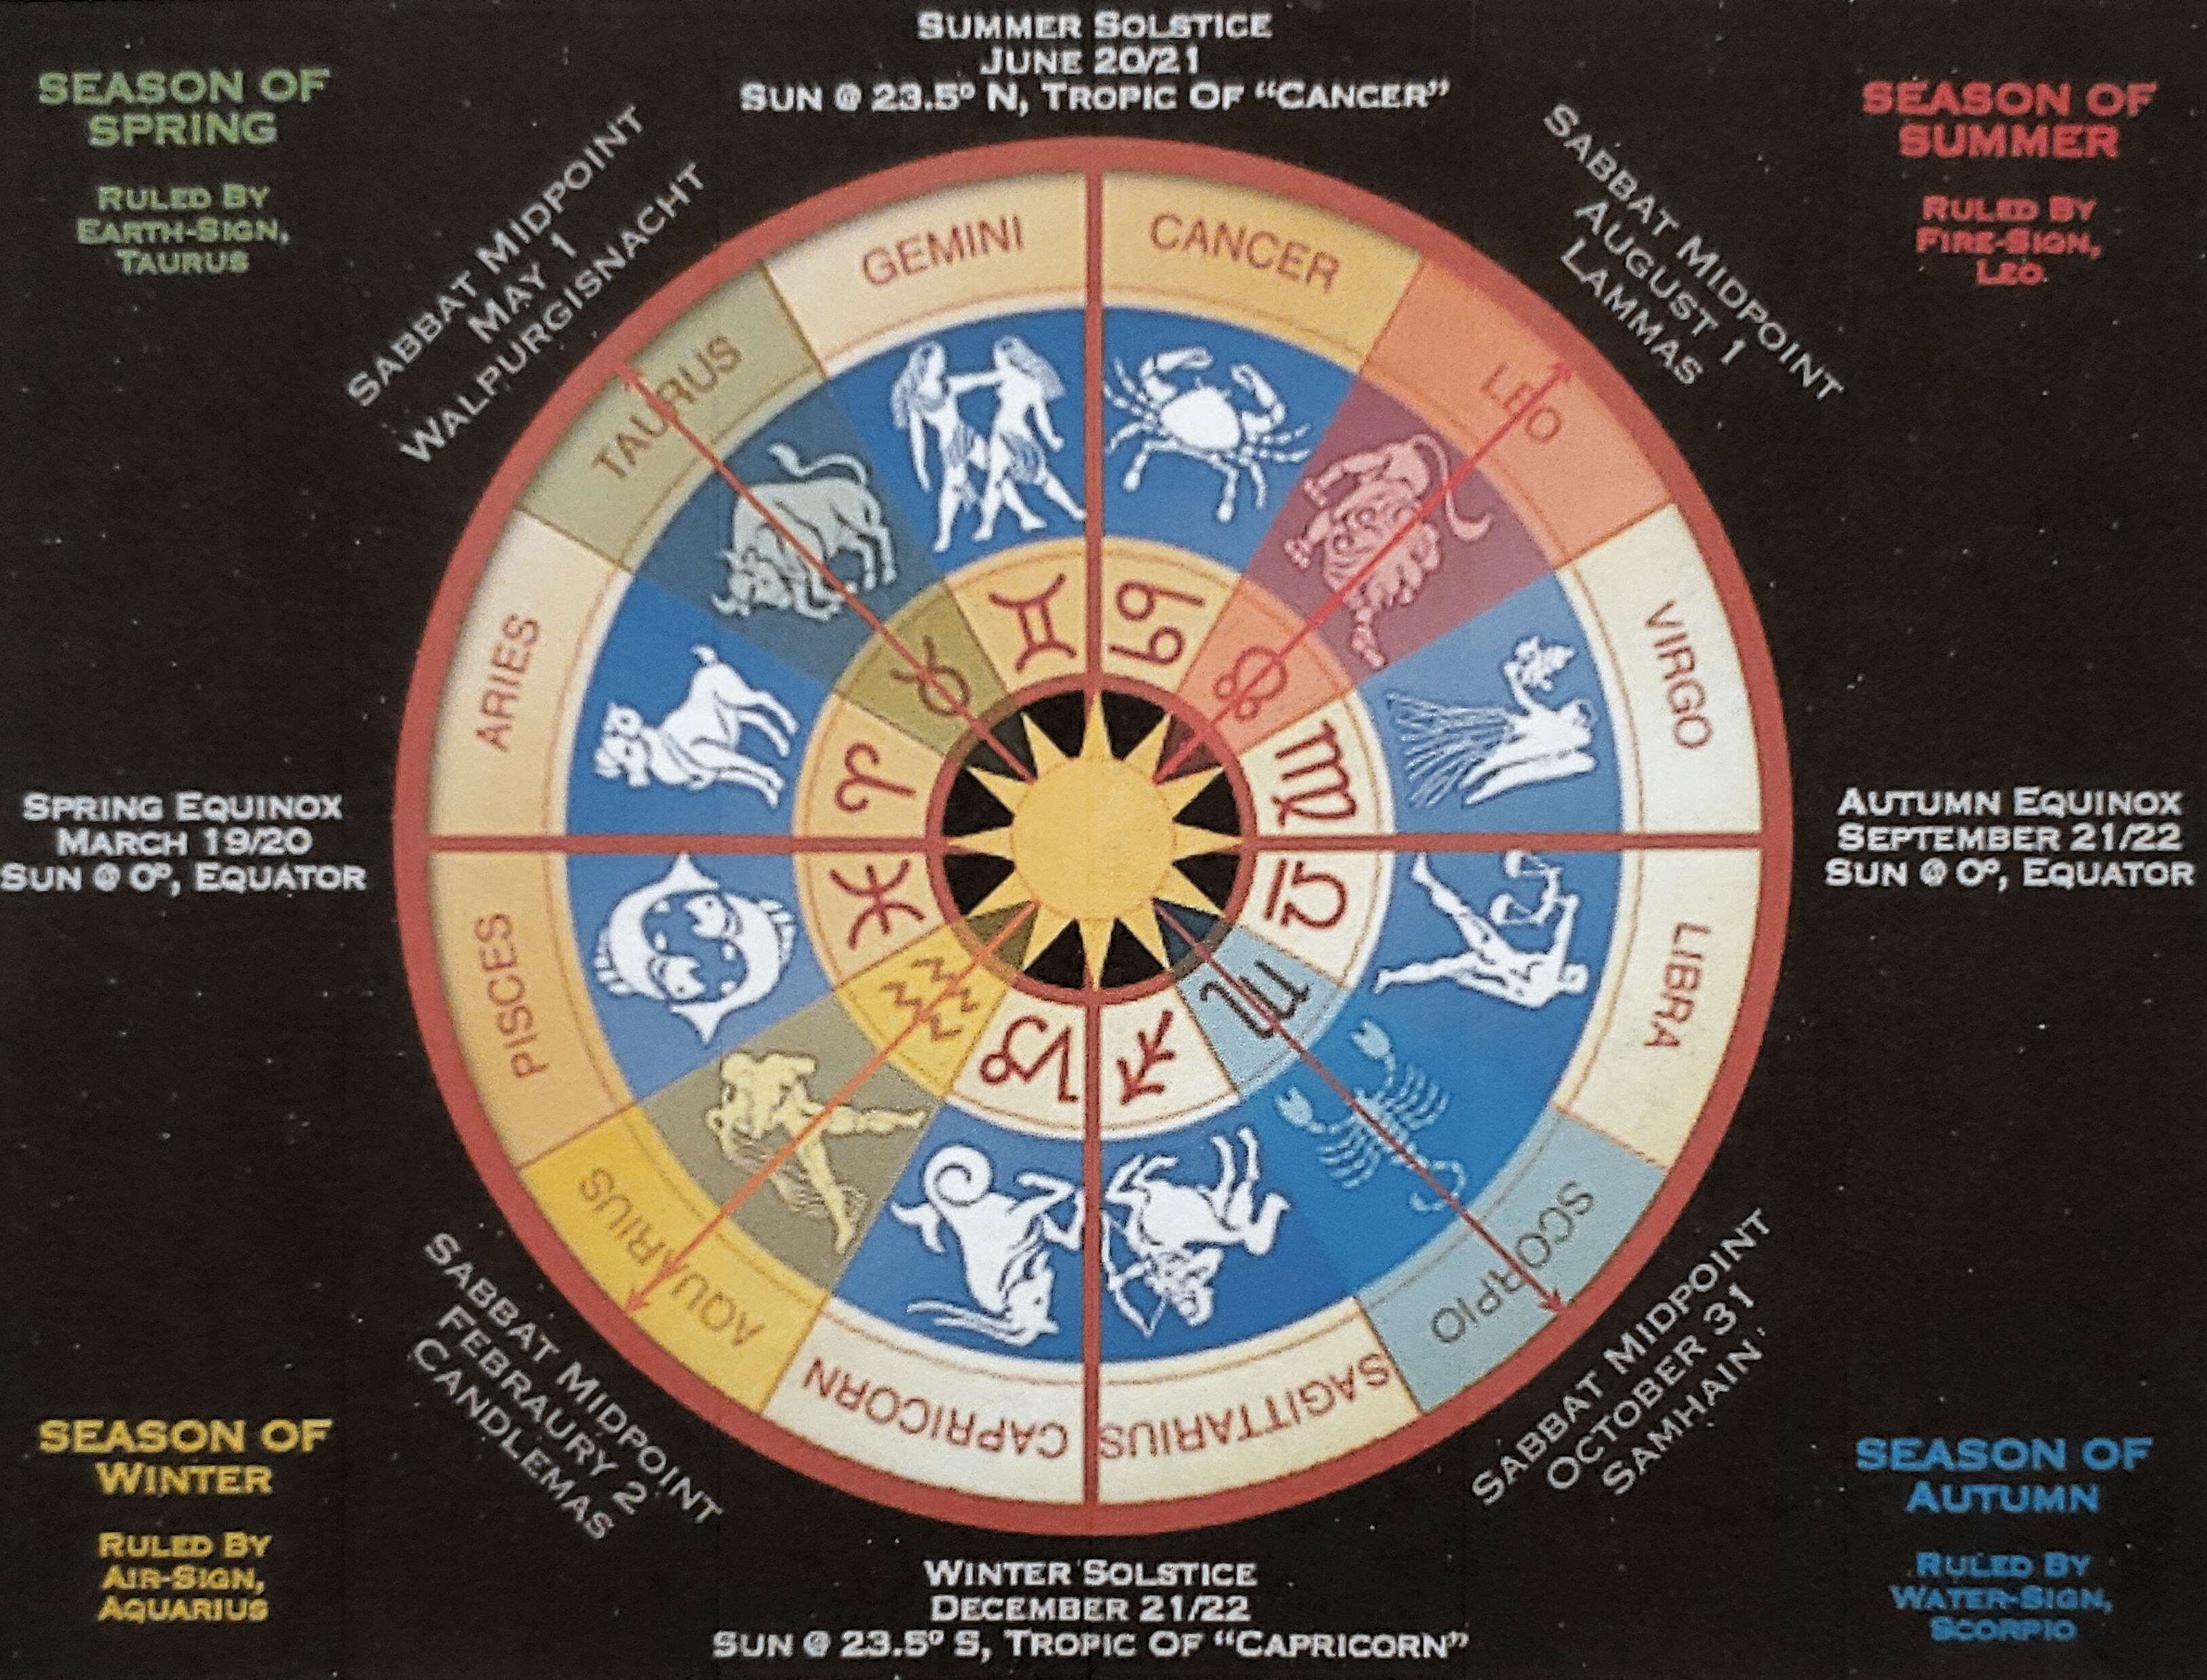 SUMMER SOLSTICE
JUNE 20/21
SUN @ 23.5º N, TROPIC OF “CANCER”
SEASON OF
SPRING
RULED BY
EARTH-SIGN,
TAURUS
SABBAT MIDPOINT
MAY 1
WALPURGISNACHT
SABBAT MIDPOINT
AUGUST 1
LAMMAS
SEASON OF
SUMMER
RULED BY
FIRE-SIGN,
LEO
GEMINI
CANCER
TAURUS
LEO
ARIES
VIRGO
SPRING EQUINOX
MARCH 19/20
SUN @ 0º, EQUATOR
AUTUMN EQUINOX
SEPTEMBER 21/22
SUN @ 0º, EQUATOR
PISCES
LIBRA
AQUARIUS
SCORPIO
CAPRICORN
SAGITTARIUS
SABBAT MIDPOINT
FEBRAURY 2
CANDLEMAS
SABBAT MIDPOINT
OCTOBER 31
SAMHAIN
SEASON OF
WINTER
RULED BY
AIR-SIGN,
AQUARIUS
SEASON OF
AUTUMN
RULED BY
WATER-SIGN,
SCORPIO
WINTER SOLSTICE
DECEMBER 21/22
SUN @ 23.5º S, TROPIC OF “CAPRICORN”